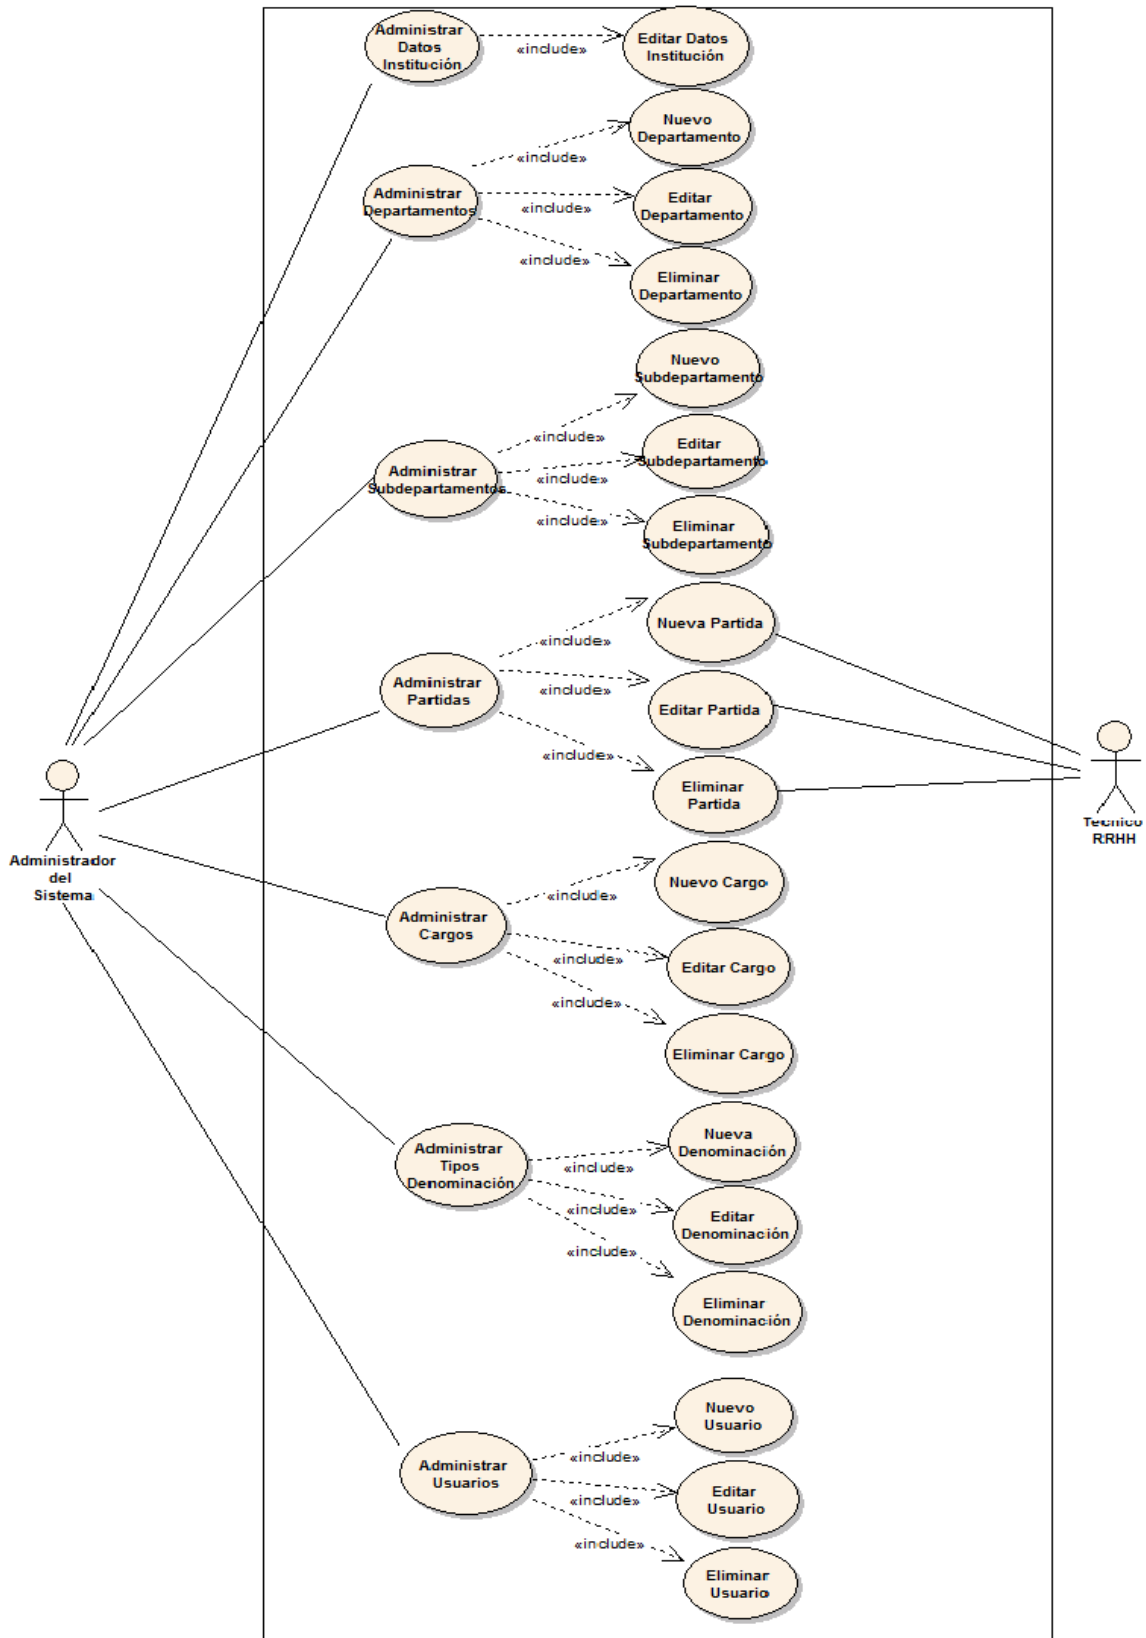 Administrar
Datos
Institución
«include»
Editar Datos
Institución
Nuevo
Departamento
«include»
Administrar
Departamentos
«include»
Editar
Departamento
«include»
Eliminar
Departamento
Nuevo
Subdepartamento
«include»
Administrar
Subdepartamentos
«include»
Editar
Subdepartamento
«include»
Eliminar
Subdepartamento
Nueva Partida
«include»
Administrar
Partidas
«include»
Editar Partida
«include»
Eliminar
Partida
Administrador
del
Sistema
Tecnico
RRHH
Nuevo Cargo
«include»
Administrar
Cargos
«include»
Editar Cargo
«include»
Eliminar Cargo
Administrar
Tipos
Denominación
«include»
Nueva
Denominación
«include»
Editar
Denominación
«include»
Eliminar
Denominación
Nuevo
Usuario
«include»
Administrar
Usuarios
«include»
Editar
Usuario
«include»
Eliminar
Usuario